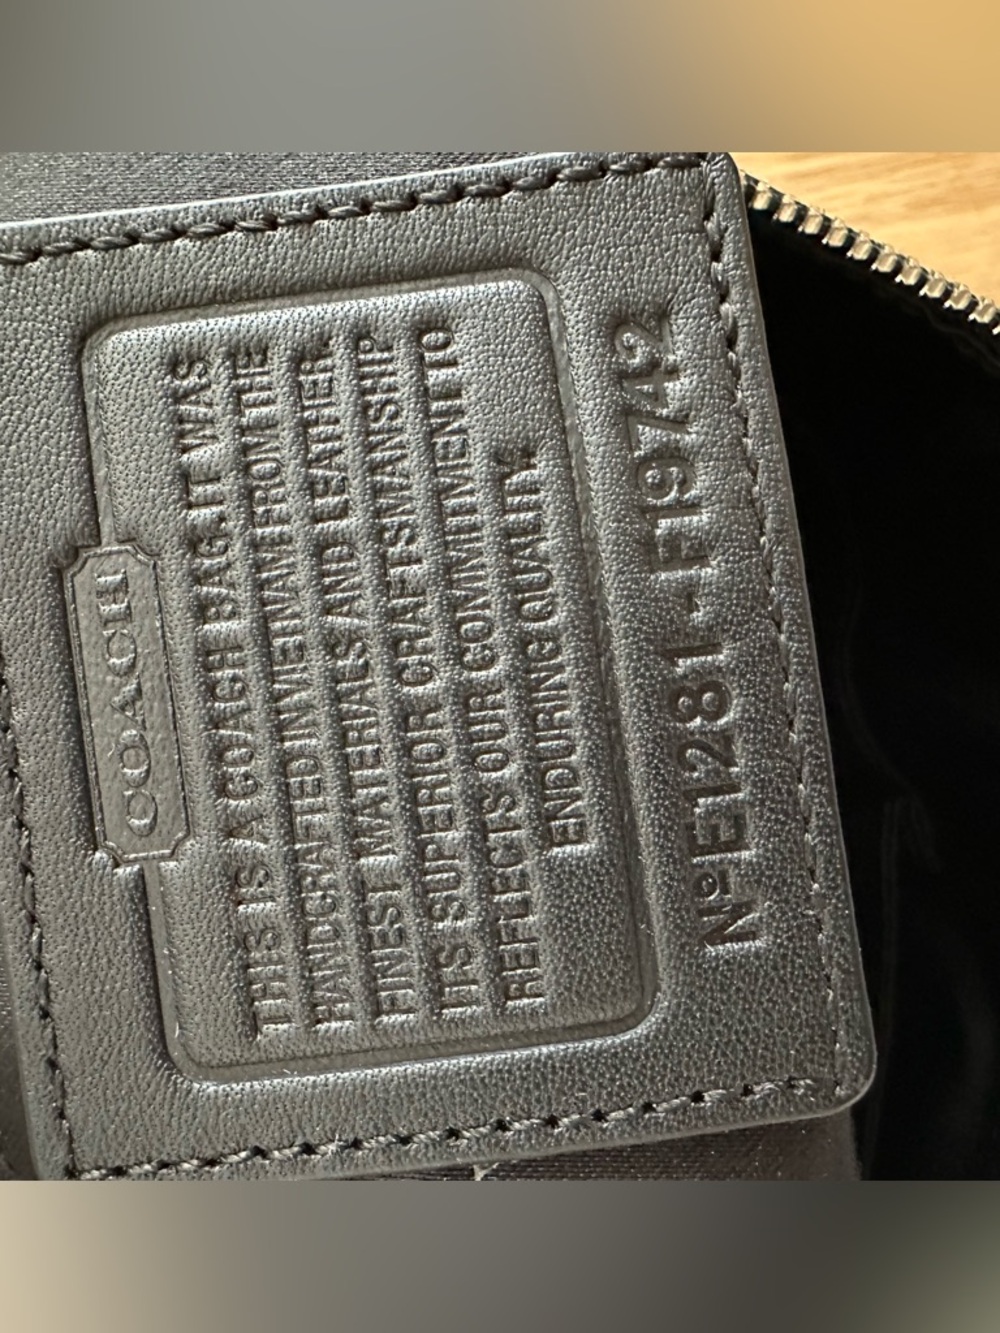 COACH
THIS IS A COACH BAG. IT WAS
HANDCRAFTED IN VIETNAM FROM THE
FINEST MATERIALS AND LEATHER.
ITS SUPERIOR CRAFTSMANSHIP
REFLECTS OUR COMMITMENT TO
ENDURING QUALITY.
Nº E1281-F19742